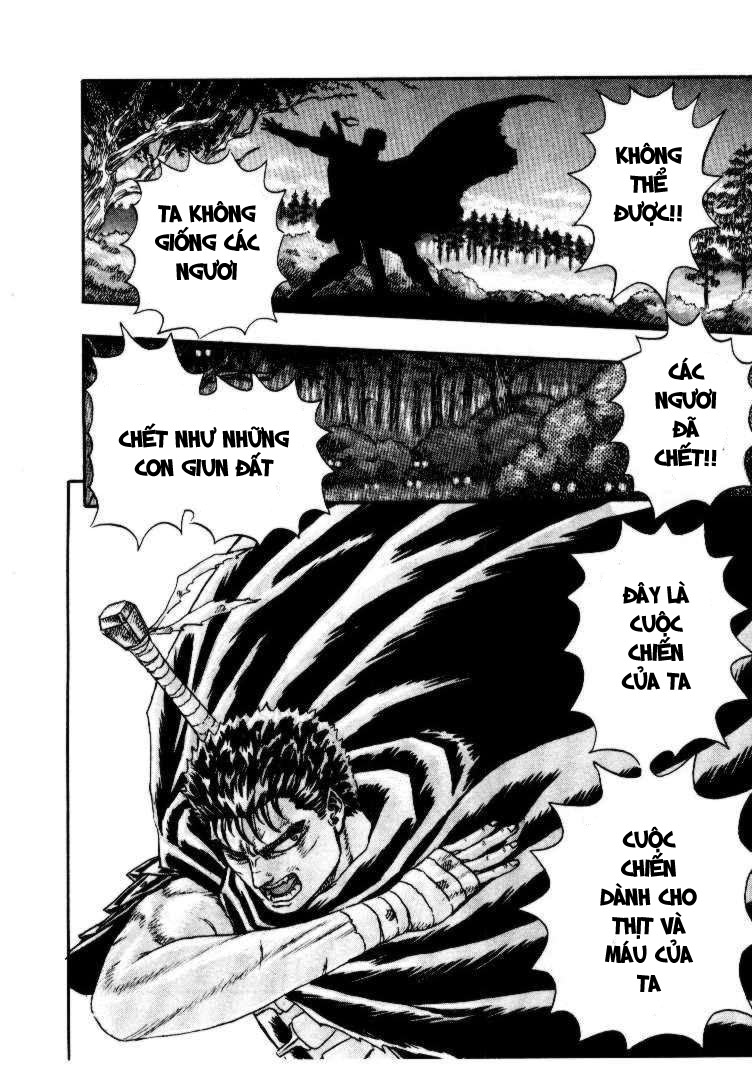 KHÔNG
THỂ
ĐƯỢC!!
TA KHÔNG
GIỐNG CÁC
NGƯƠI
CÁC
NGƯƠI
ĐÃ
CHẾT!!
CHẾT NHƯ NHỮNG
CON GIUN ĐẤT
ĐÂY LÀ
CUỘC
CHIẾN
CỦA TA
CUỘC
CHIẾN
DÀNH CHO
THỊT VÀ
MÁU CỦA
TA